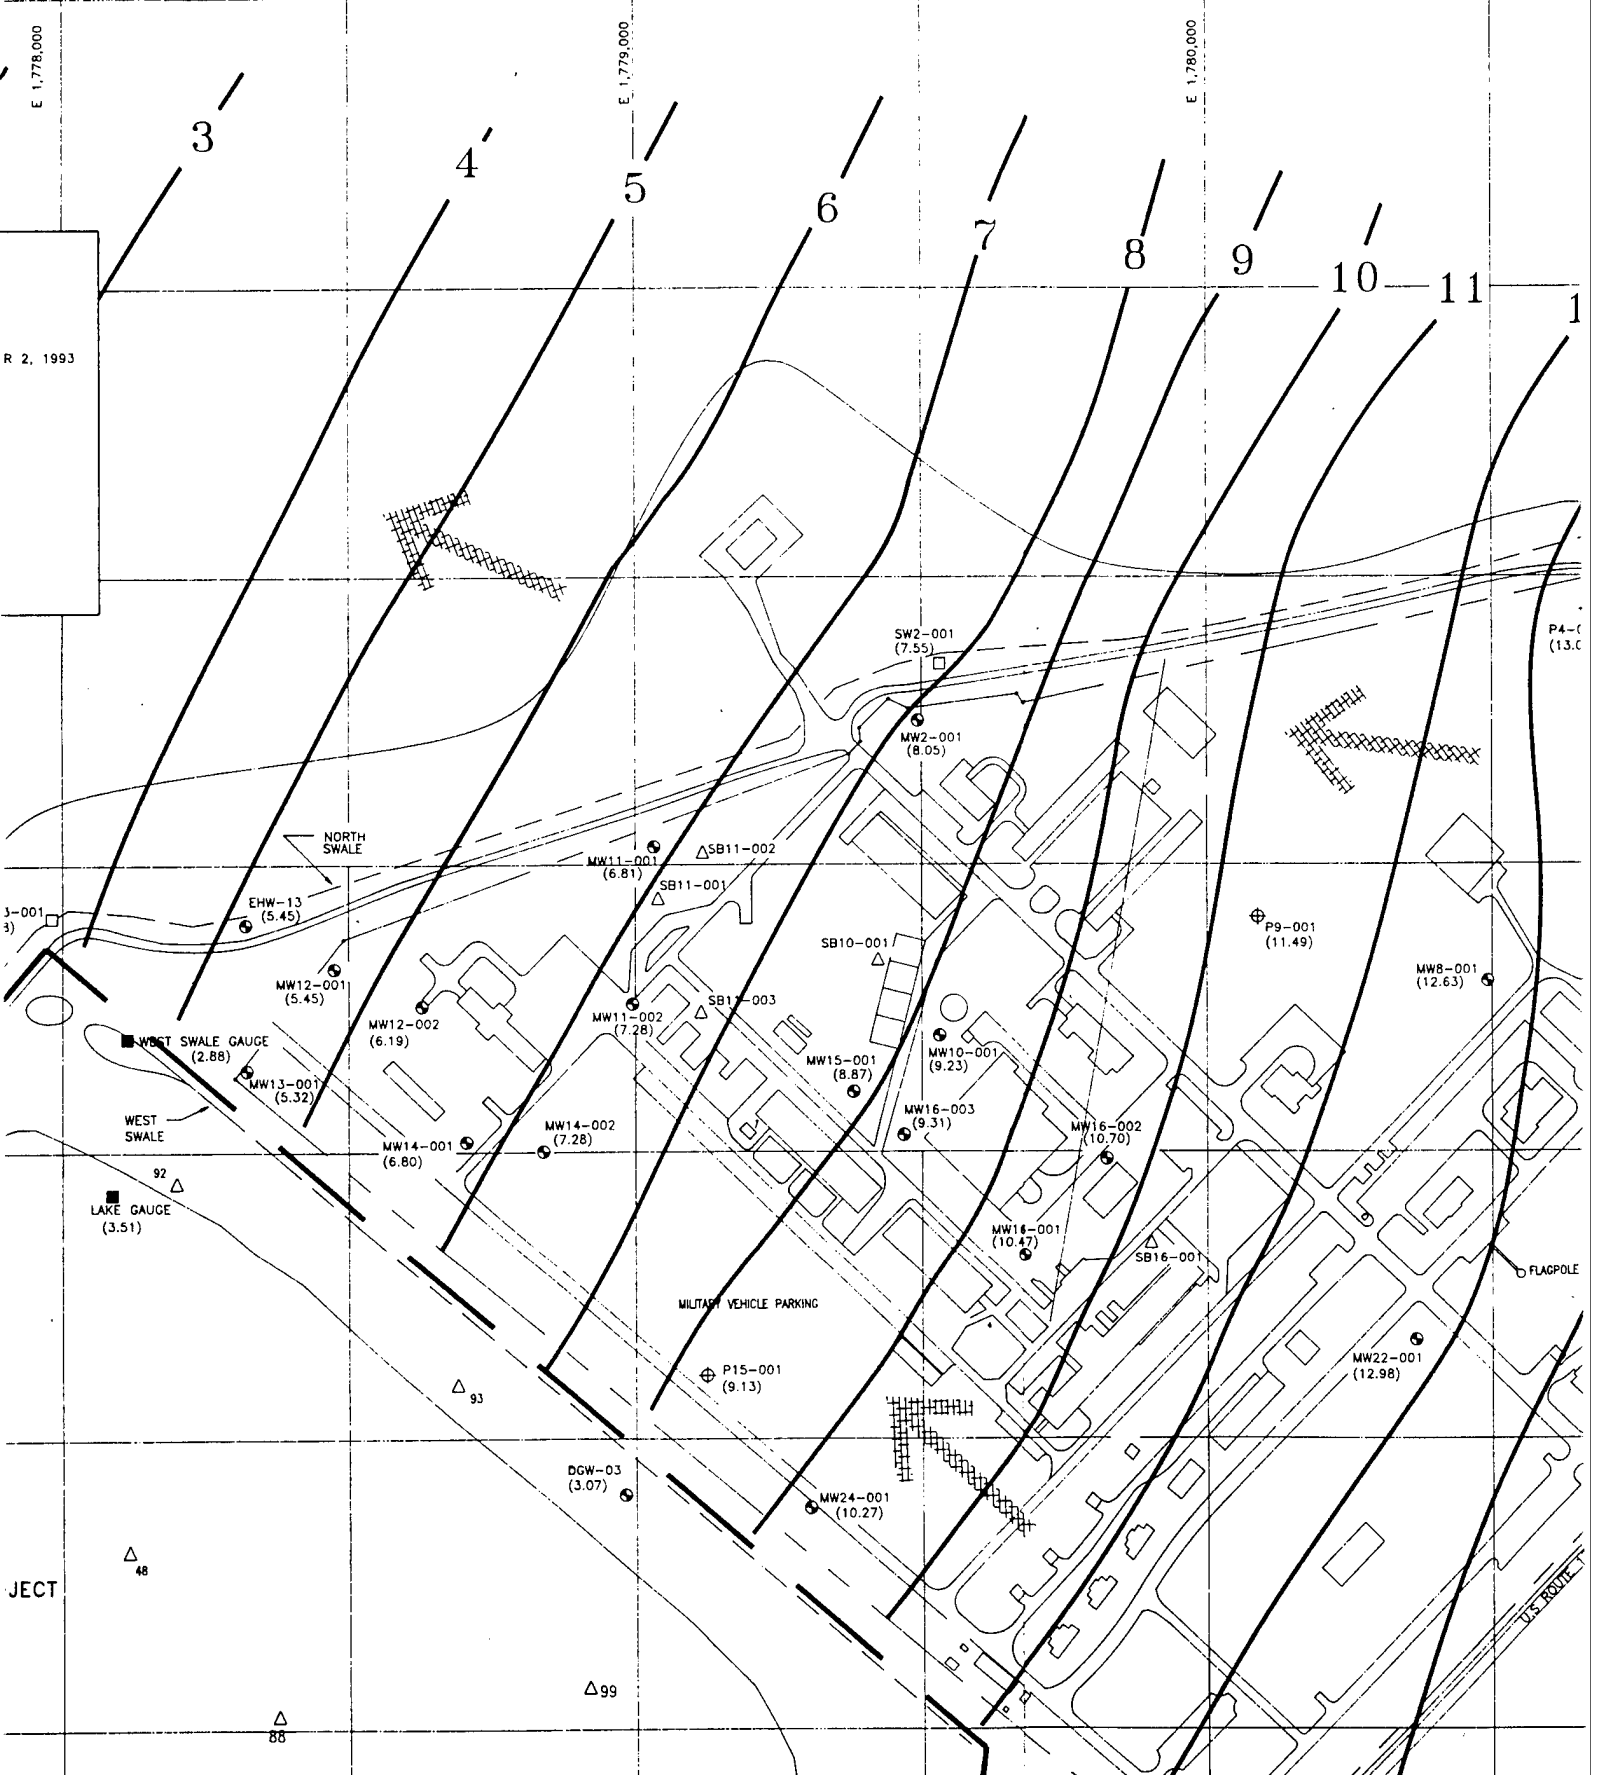 E 1,778,000
E 1,779,000
E 1,780,000
3
4
5
6
7
8
9
10
11
1
R 2, 1993
SW2-001
(7.55)
P4-
(13.
MW2-001
(8.05)
NORTH
SWALE
MW11-001
(6.81)
SB11-002
SB11-001
3-001
EHW-13
(5.45)
SB10-001
P9-001
(11.49)
MW8-001
(12.63)
MW12-001
(5.45)
SB11-003
MW12-002
(6.19)
MW11-002
(7.28)
WEST SWALE GAUGE
(2.88)
MW15-001
(8.87)
MW10-001
(9.23)
MW13-001
(5.32)
WEST
SWALE
MW16-003
(9.31)
MW14-002
(7.28)
MW16-002
(10.70)
MW14-001
(6.80)
92
LAKE GAUGE
(3.51)
MW16-001
(10.47)
SB16-001
FLAGPOLE
MILITARY VEHICLE PARKING
MW22-001
(12.98)
P15-001
(9.13)
93
DGW-03
(3.07)
MW24-001
(10.27)
48
JECT
U.S ROUTE 1
99
88